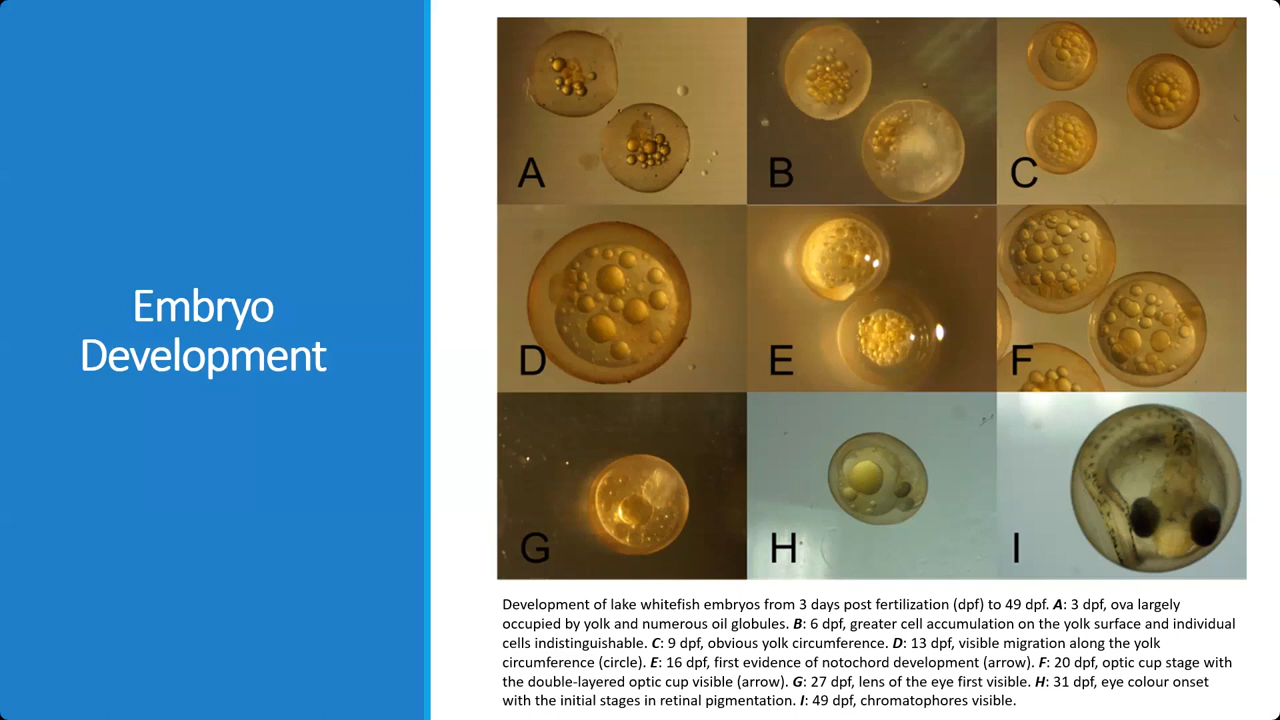 Embryo
Development
A
B
C
D
E
F
G
H
I
Development of lake whitefish embryos from 3 days post fertilization (dpf) to 49 dpf. A: 3 dpf, ova largely
occupied by yolk and numerous oil globules. B: 6 dpf, greater cell accumulation on the yolk surface and individual
cells indistinguishable. C: 9 dpf, obvious yolk circumference. D: 13 dpf, visible migration along the yolk
circumference (circle). E: 16 dpf, first evidence of notochord development (arrow). F: 20 dpf, optic cup stage with
the double-layered optic cup visible (arrow). G: 27 dpf, lens of the eye first visible. H: 31 dpf, eye colour onset
with the initial stages in retinal pigmentation. I: 49 dpf, chromatophores visible.